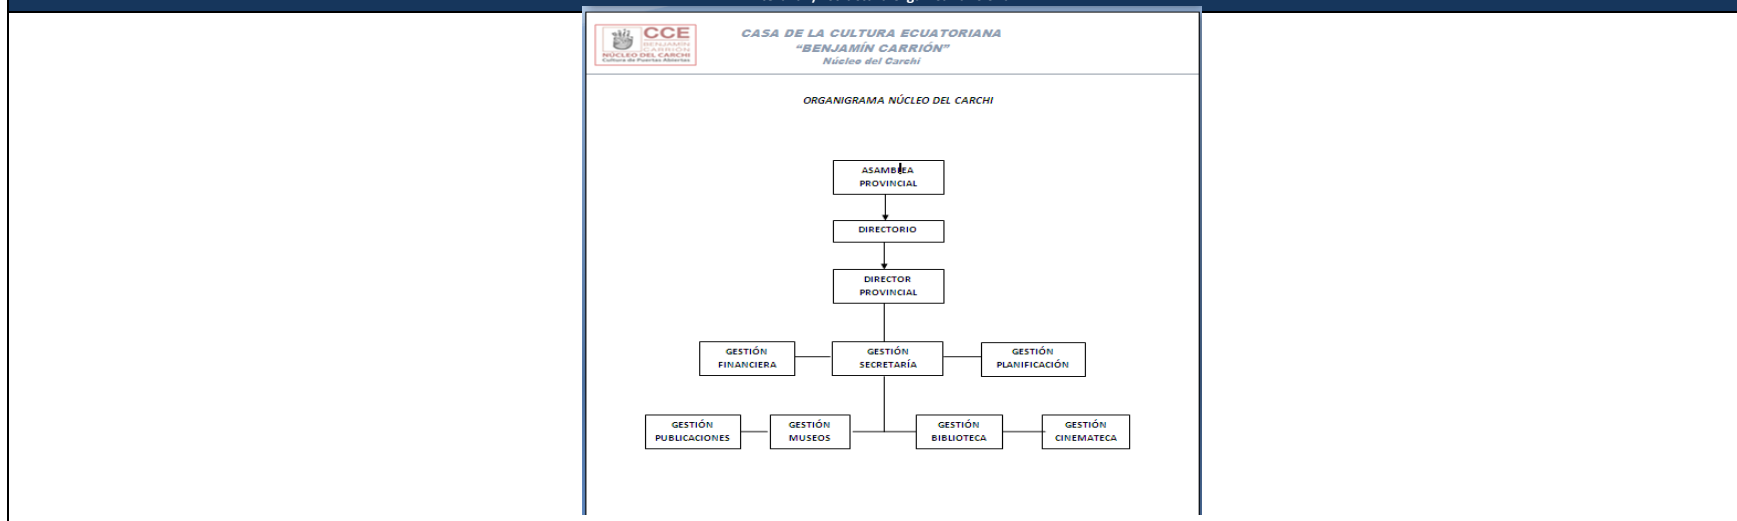 CCE
BENJAMÍN
CARRIÓN
NÚCLEO DEL CARCHI
Cultura de Puertas Abiertas
CASA DE LA CULTURA ECUATORIANA
“BENJAMÍN CARRIÓN”
Núcleo del Carchi
ORGANIGRAMA NÚCLEO DEL CARCHI
ASAMBLEA
PROVINCIAL
DIRECTORIO
DIRECTOR
PROVINCIAL
GESTIÓN
FINANCIERA
GESTIÓN
SECRETARÍA
GESTIÓN
PLANIFICACIÓN
GESTIÓN
PUBLICACIONES
GESTIÓN
MUSEOS
GESTIÓN
BIBLIOTECA
GESTIÓN
CINEMATECA